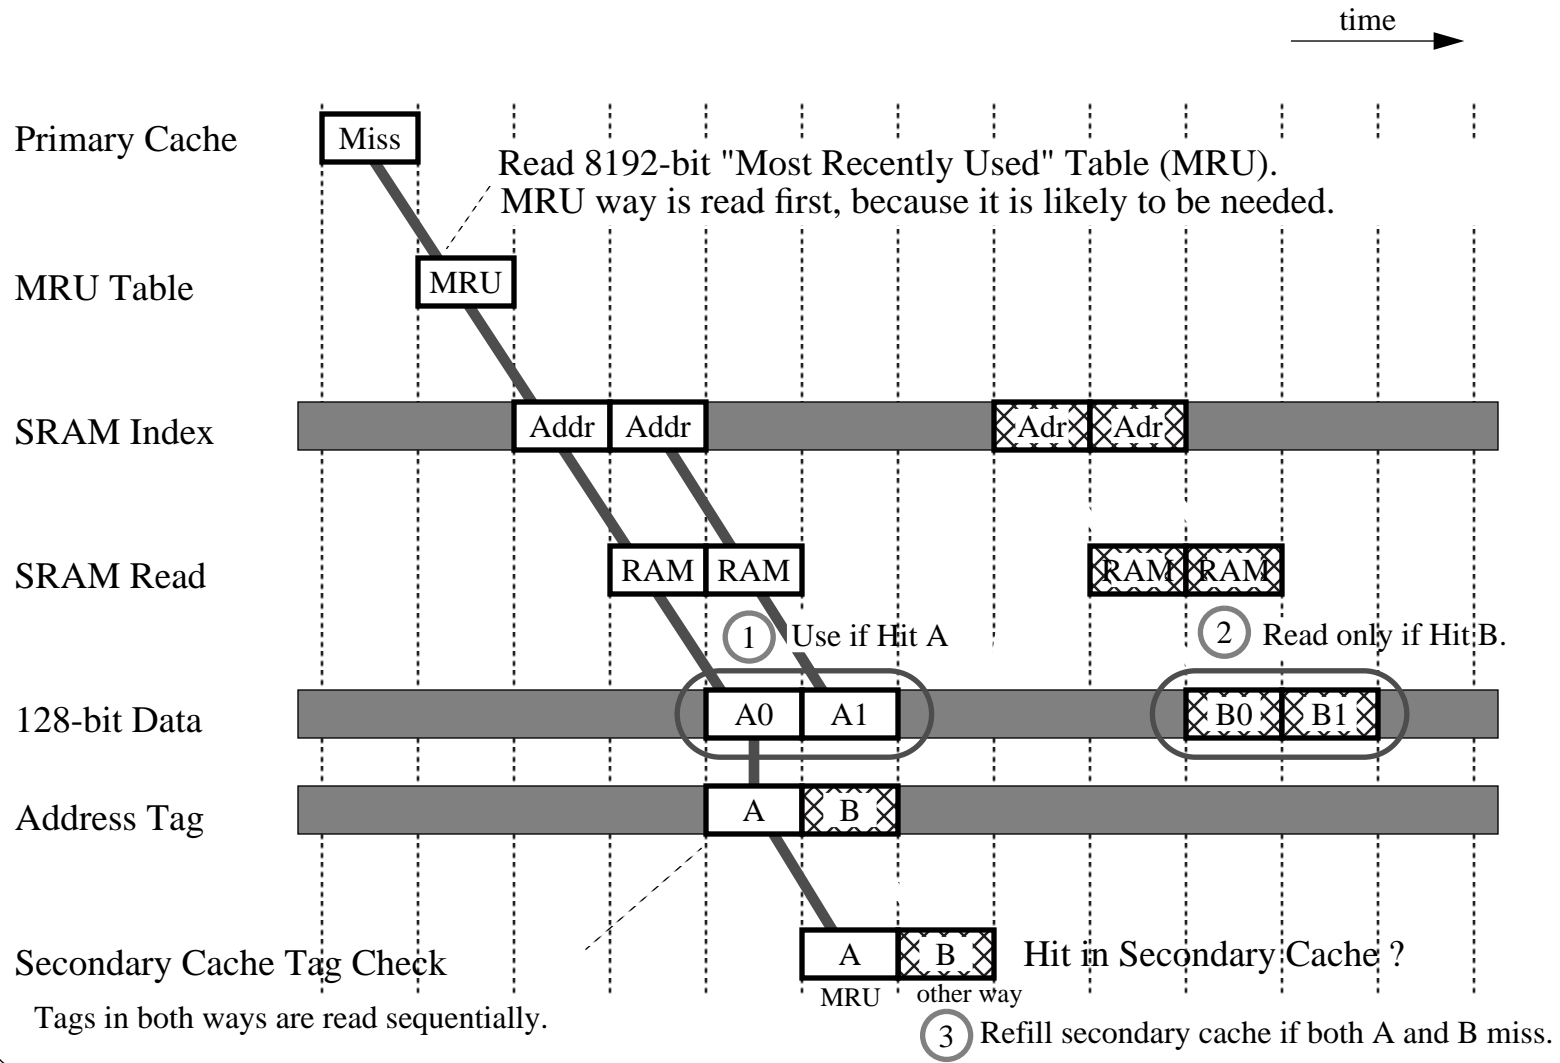 time
Primary Cache
Miss
Read 8192-bit "Most Recently Used" Table (MRU).
MRU way is read first, because it is likely to be needed.
MRU Table
MRU
SRAM Index
Addr Addr Adr Adr
SRAM Read
RAM RAM RAM RAM
1 Use if Hit A
2 Read only if Hit B.
128-bit Data
A0 A1 B0 B1
Address Tag
A B
Secondary Cache Tag Check
A B
Hit in Secondary Cache ?
MRU other way
Tags in both ways are read sequentially.
3 Refill secondary cache if both A and B miss.